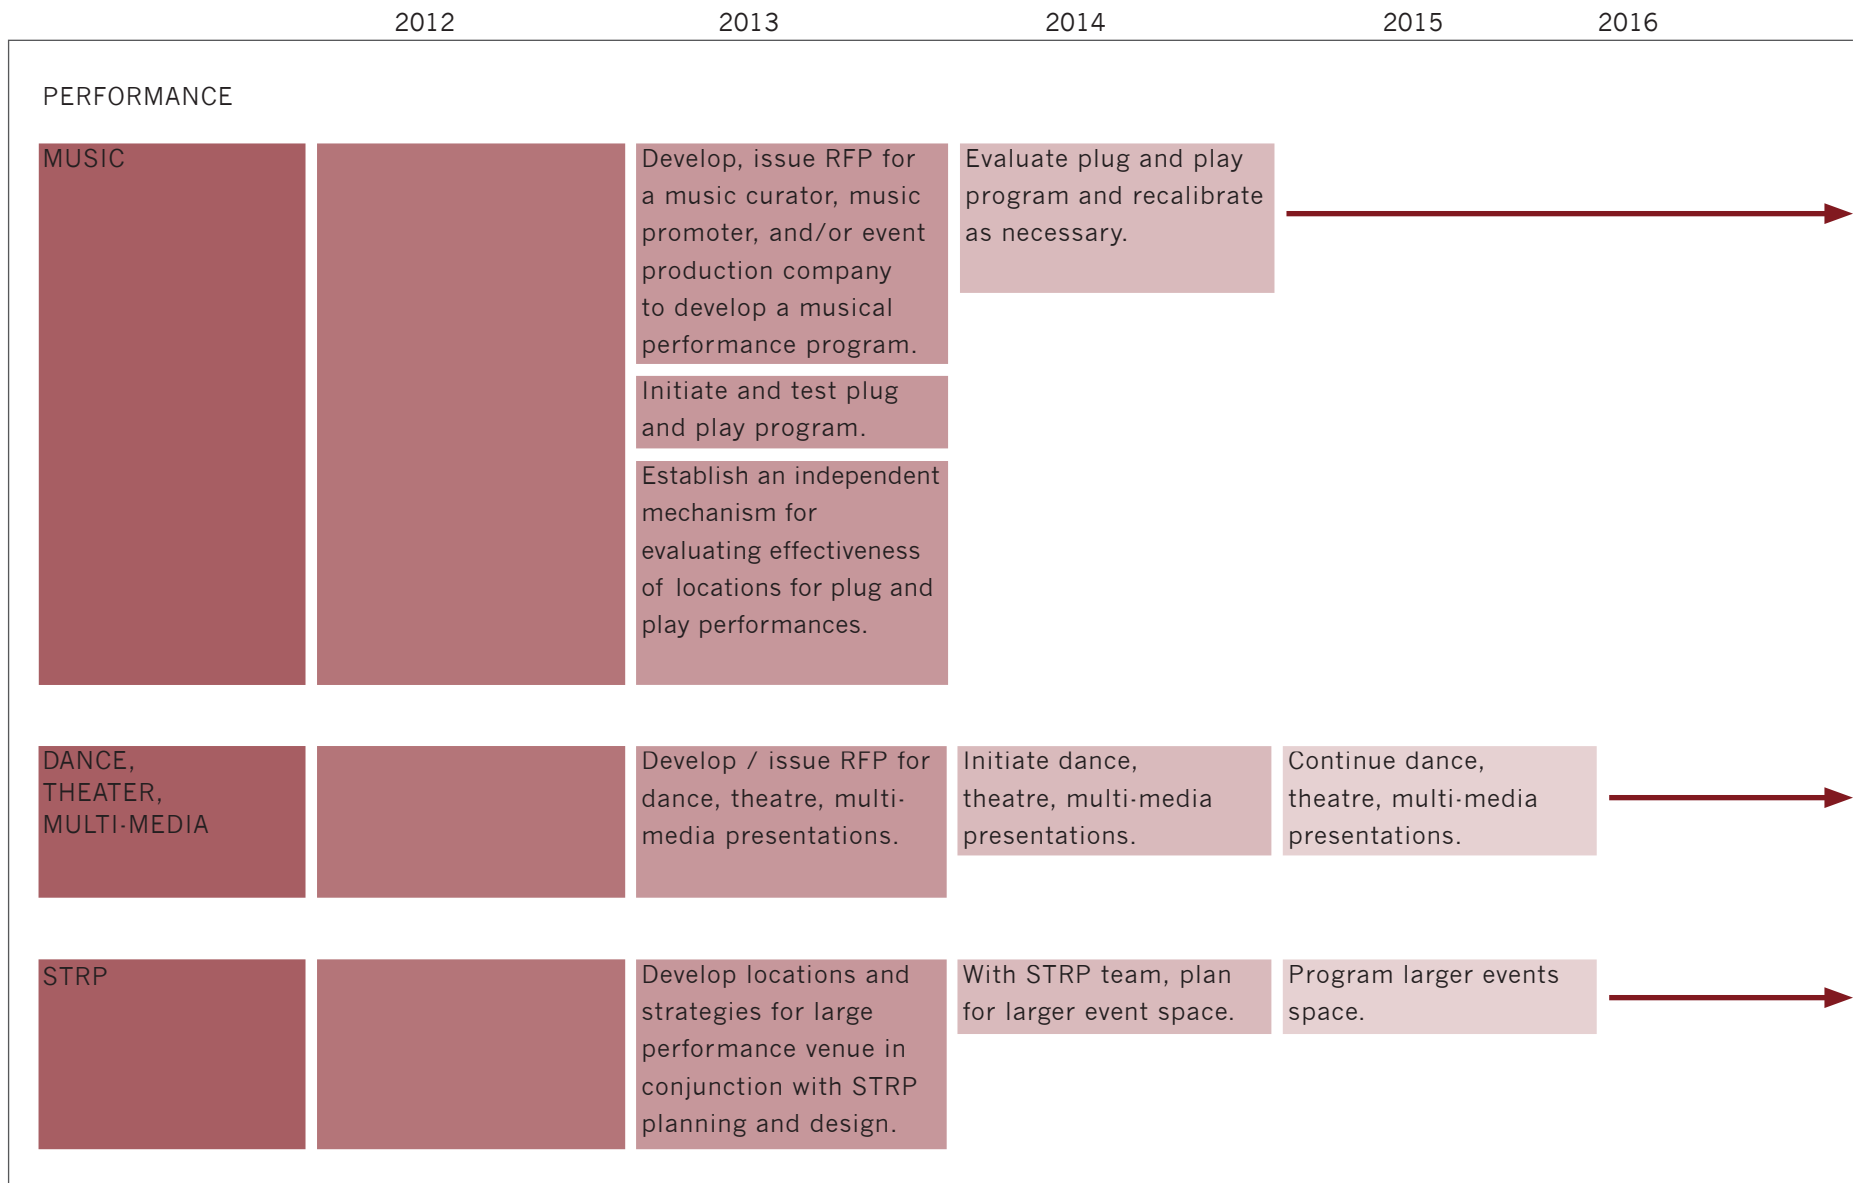 2012 2013 2014 2015 2016
PERFORMANCE
MUSIC
Develop, issue RFP for
a music curator, music
promoter, and/or event
production company
to develop a musical
performance program.
Initiate and test plug
and play program.
Establish an independent
mechanism for
evaluating effectiveness
of locations for plug and
play performances.
Evaluate plug and play
program and recalibrate
as necessary.
DANCE,
THEATER,
MULTI-MEDIA
Develop / issue RFP for
dance, theatre, multi-
media presentations.
Initiate dance,
theatre, multi-media
presentations.
Continue dance,
theatre, multi-media
presentations.
STRP
Develop locations and
strategies for large
performance venue in
conjunction with STRP
planning and design.
With STRP team, plan
for larger event space.
Program larger events
space.